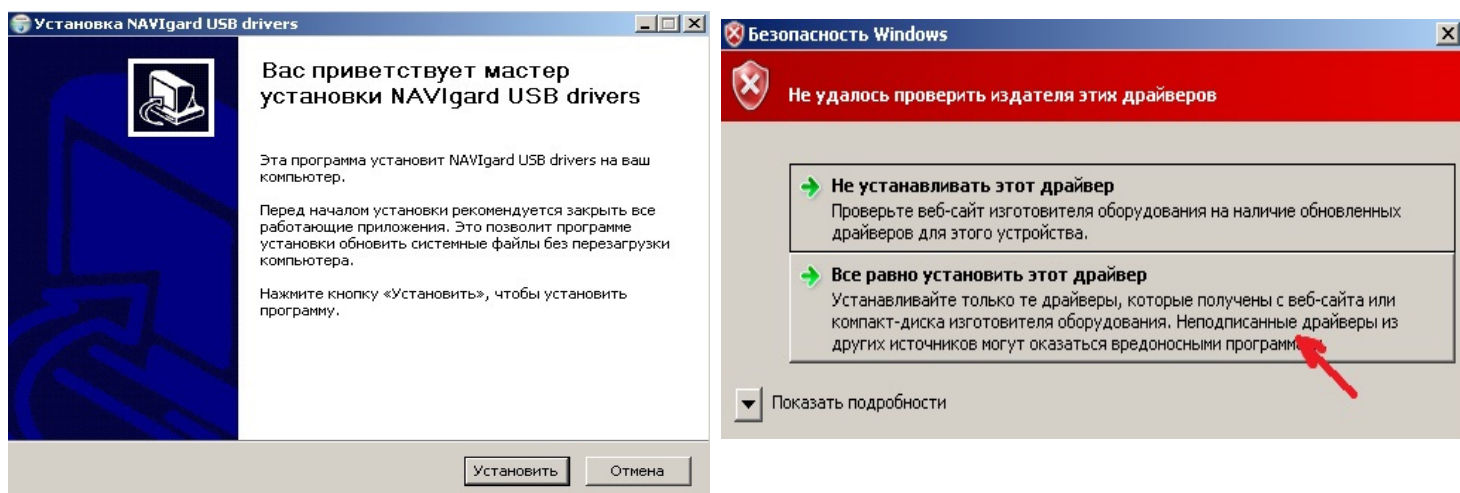 Установка NAVIgard USB drivers
Вас приветствует мастер
установки NAVIgard USB drivers
Эта программа установит NAVIgard USB drivers на ваш
компьютер.
Перед началом установки рекомендуется закрыть все
работающие приложения. Это позволит программе
установки обновить системные файлы без перезагрузки
компьютера.
Нажмите кнопку «Установить», чтобы установить
программу.
Установить
Отмена
Безопасность Windows
Не удалось проверить издателя этих драйверов
Не устанавливать этот драйвер
Проверьте веб-сайт изготовителя оборудования на наличие обновленных
драйверов для этого устройства.
Все равно установить этот драйвер
Устанавливайте только те драйверы, которые получены с веб-сайта или
компакт-диска изготовителя оборудования. Неподписанные драйверы из
других источников могут оказаться вредоносными
Показать подробности